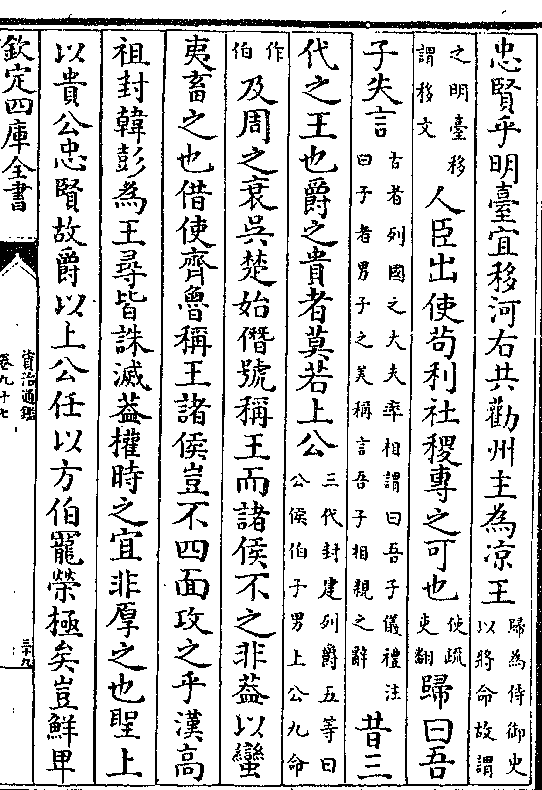 忠賢乎明臺宜移河右共勸州主為凉王歸為侍御史以將命故謂
之明臺移謂移文人臣出使苟利社稷專之可也使疏吏翻歸曰吾
子失言古者列國之大夫率相謂曰吾子儀禮注曰子者男子之美稱言吾子相親之辭昔三
代之王也爵之貴者莫若上公三代封建列爵五等曰公侯伯子男上公九命
作伯及周之衰吳楚始僭號稱王而諸侯不之非葢以蠻
夷畜之也借使齊魯稱王諸侯豈不四面攻之乎漢高
祖封韓彭為王尋皆誅滅葢權時之宜非厚之也聖上
以貴公忠賢故爵以上公任以方伯寵榮極矣豈鮮卑
欽定四庫全書
資治通鑑
卷九十七
三十九